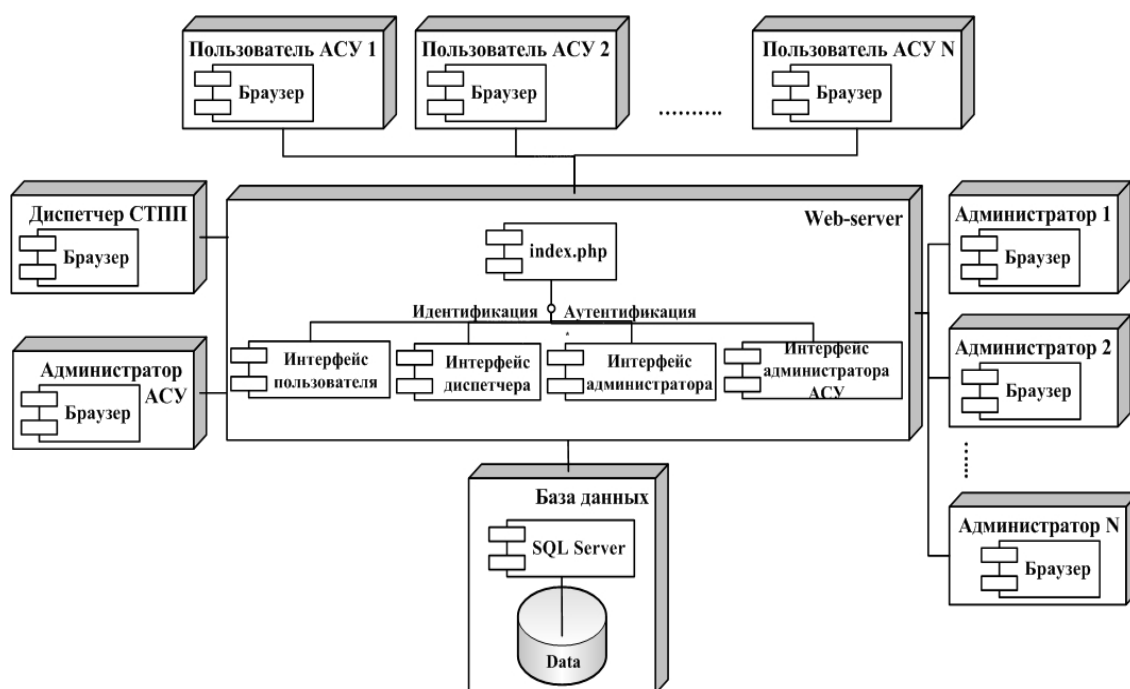 Пользователь АСУ 1
Браузер
Пользователь АСУ 2
Браузер
..........
Пользователь АСУ N
Браузер
Диспетчер СТПП
Браузер
Администратор
АСУ
Браузер
Web-server
index.php
Идентификация
Аутентификация
Интерфейс
пользователя
Интерфейс
диспетчера
Интерфейс
администратора
Интерфейс
администратора
АСУ
Администратор 1
Браузер
Администратор 2
Браузер
Администратор N
Браузер
База данных
SQL Server
Data